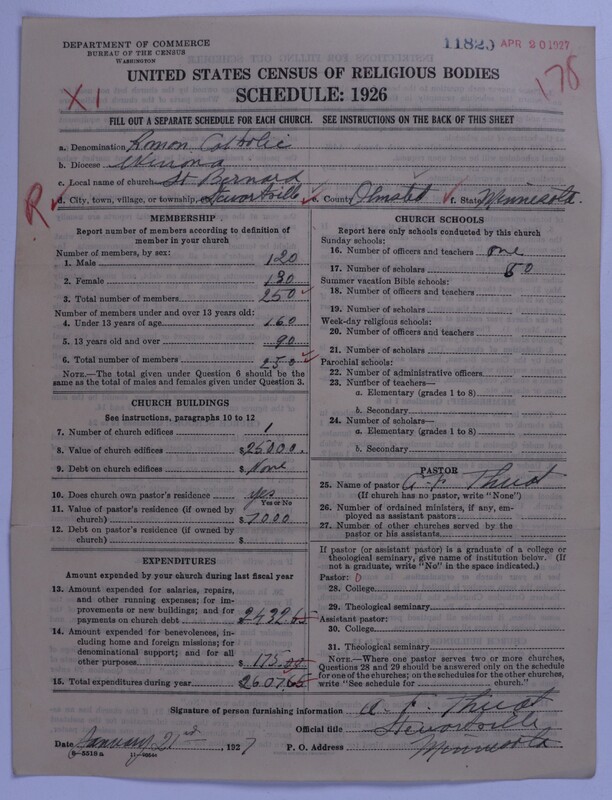 DEPARTMENT OF COMMERCE
BUREAU OF THE CENSUS
WASHINGTON
11825 APR 20 1927
178
X 1
UNITED STATES CENSUS OF RELIGIOUS BODIES
SCHEDULE: 1926
FILL OUT A SEPARATE SCHEDULE FOR EACH CHURCH. SEE INSTRUCTIONS ON THE BACK OF THIS SHEET
a. Denomination Roman Catholic
b. Diocese Winona
c. Local name of church St Bernard
R
d. City, town, village, or township, Stewartville e. County Olmsted f. State Minnesota.
MEMBERSHIP
Report number of members according to definition of
member in your church
Number of members, by sex:
1. Male 120
2. Female 130
3. Total number of members 250
Number of members under and over 13 years old:
4. Under 13 years of age 160
5. 13 years old and over 90
6. Total number of members 250
NOTE.—The total given under Question 6 should be the
same as the total of males and females given under Question 3.
CHURCH BUILDINGS
See instructions, paragraphs 10 to 12
7. Number of church edifices 1
8. Value of church edifices $25000.
9. Debt on church edifices $ None
10. Does church own pastor's residence yes
Yes or No
11. Value of pastor's residence (if owned by
church) $ 7000
12. Debt on pastor's residence (if owned by
church) $
EXPENDITURES
Amount expended by your church during last fiscal year
13. Amount expended for salaries, repairs,
and other running expenses; for im-
provements or new buildings; and for
payments on church debt $2432.65
14. Amount expended for benevolences, in-
cluding home and foreign missions; for
denominational support; and for all
other purposes $ 175.00
15. Total expenditures during year $2607.65
CHURCH SCHOOLS
Report here only schools conducted by this church
Sunday schools:
16. Number of officers and teachers one
17. Number of scholars 80
Summer vacation Bible schools:
18. Number of officers and teachers
19. Number of scholars
Week-day religious schools:
20. Number of officers and teachers
21. Number of scholars
Parochial schools:
22. Number of administrative officers
23. Number of teachers—
a. Elementary (grades 1 to 8)
b. Secondary
24. Number of scholars—
a. Elementary (grades 1 to 8)
b. Secondary
PASTOR
25. Name of pastor
(If church has no pastor, write "None")
26. Number of ordained ministers, if any, em-
ployed as assistant pastors
27. Number of other churches served by the
pastor or his assistants
If pastor (or assistant pastor) is a graduate of a college or
theological seminary, give name of institution below. (If
not a graduate, write "No" in the space indicated.)
Pastor: 0
28. College
29. Theological seminary
Assistant pastor:
30. College
31. Theological seminary
NOTE.—Where one pastor serves two or more churches,
Questions 28 and 29 should be answered only on the schedule
for one of the churches; on the schedules for the other churches,
write "See schedule for church."
Signature of person furnishing information
Official title Stewartville
Date January 21st, 1927 P. O. Address Minnesota